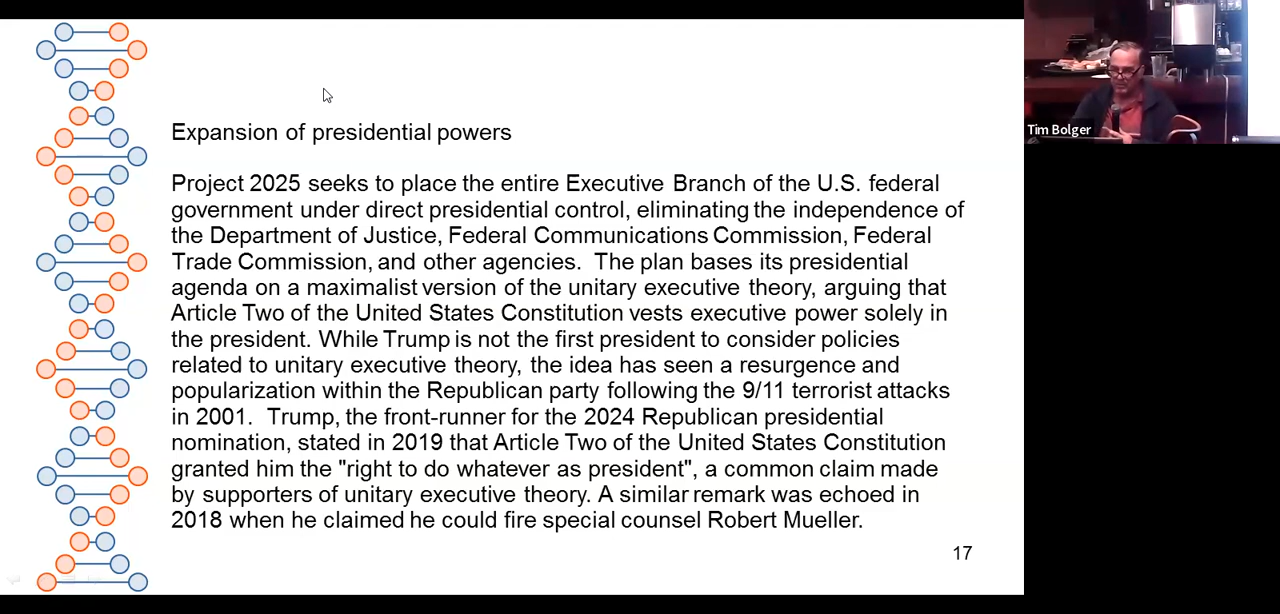 Expansion of presidential powers
Project 2025 seeks to place the entire Executive Branch of the U.S. federal
government under direct presidential control, eliminating the independence of
the Department of Justice, Federal Communications Commission, Federal
Trade Commission, and other agencies.  The plan bases its presidential
agenda on a maximalist version of the unitary executive theory, arguing that
Article Two of the United States Constitution vests executive power solely in
the president. While Trump is not the first president to consider policies
related to unitary executive theory, the idea has seen a resurgence and
popularization within the Republican party following the 9/11 terrorist attacks
in 2001.  Trump, the front-runner for the 2024 Republican presidential
nomination, stated in 2019 that Article Two of the United States Constitution
granted him the "right to do whatever as president", a common claim made
by supporters of unitary executive theory. A similar remark was echoed in
2018 when he claimed he could fire special counsel Robert Mueller.
17
Tim Bolger